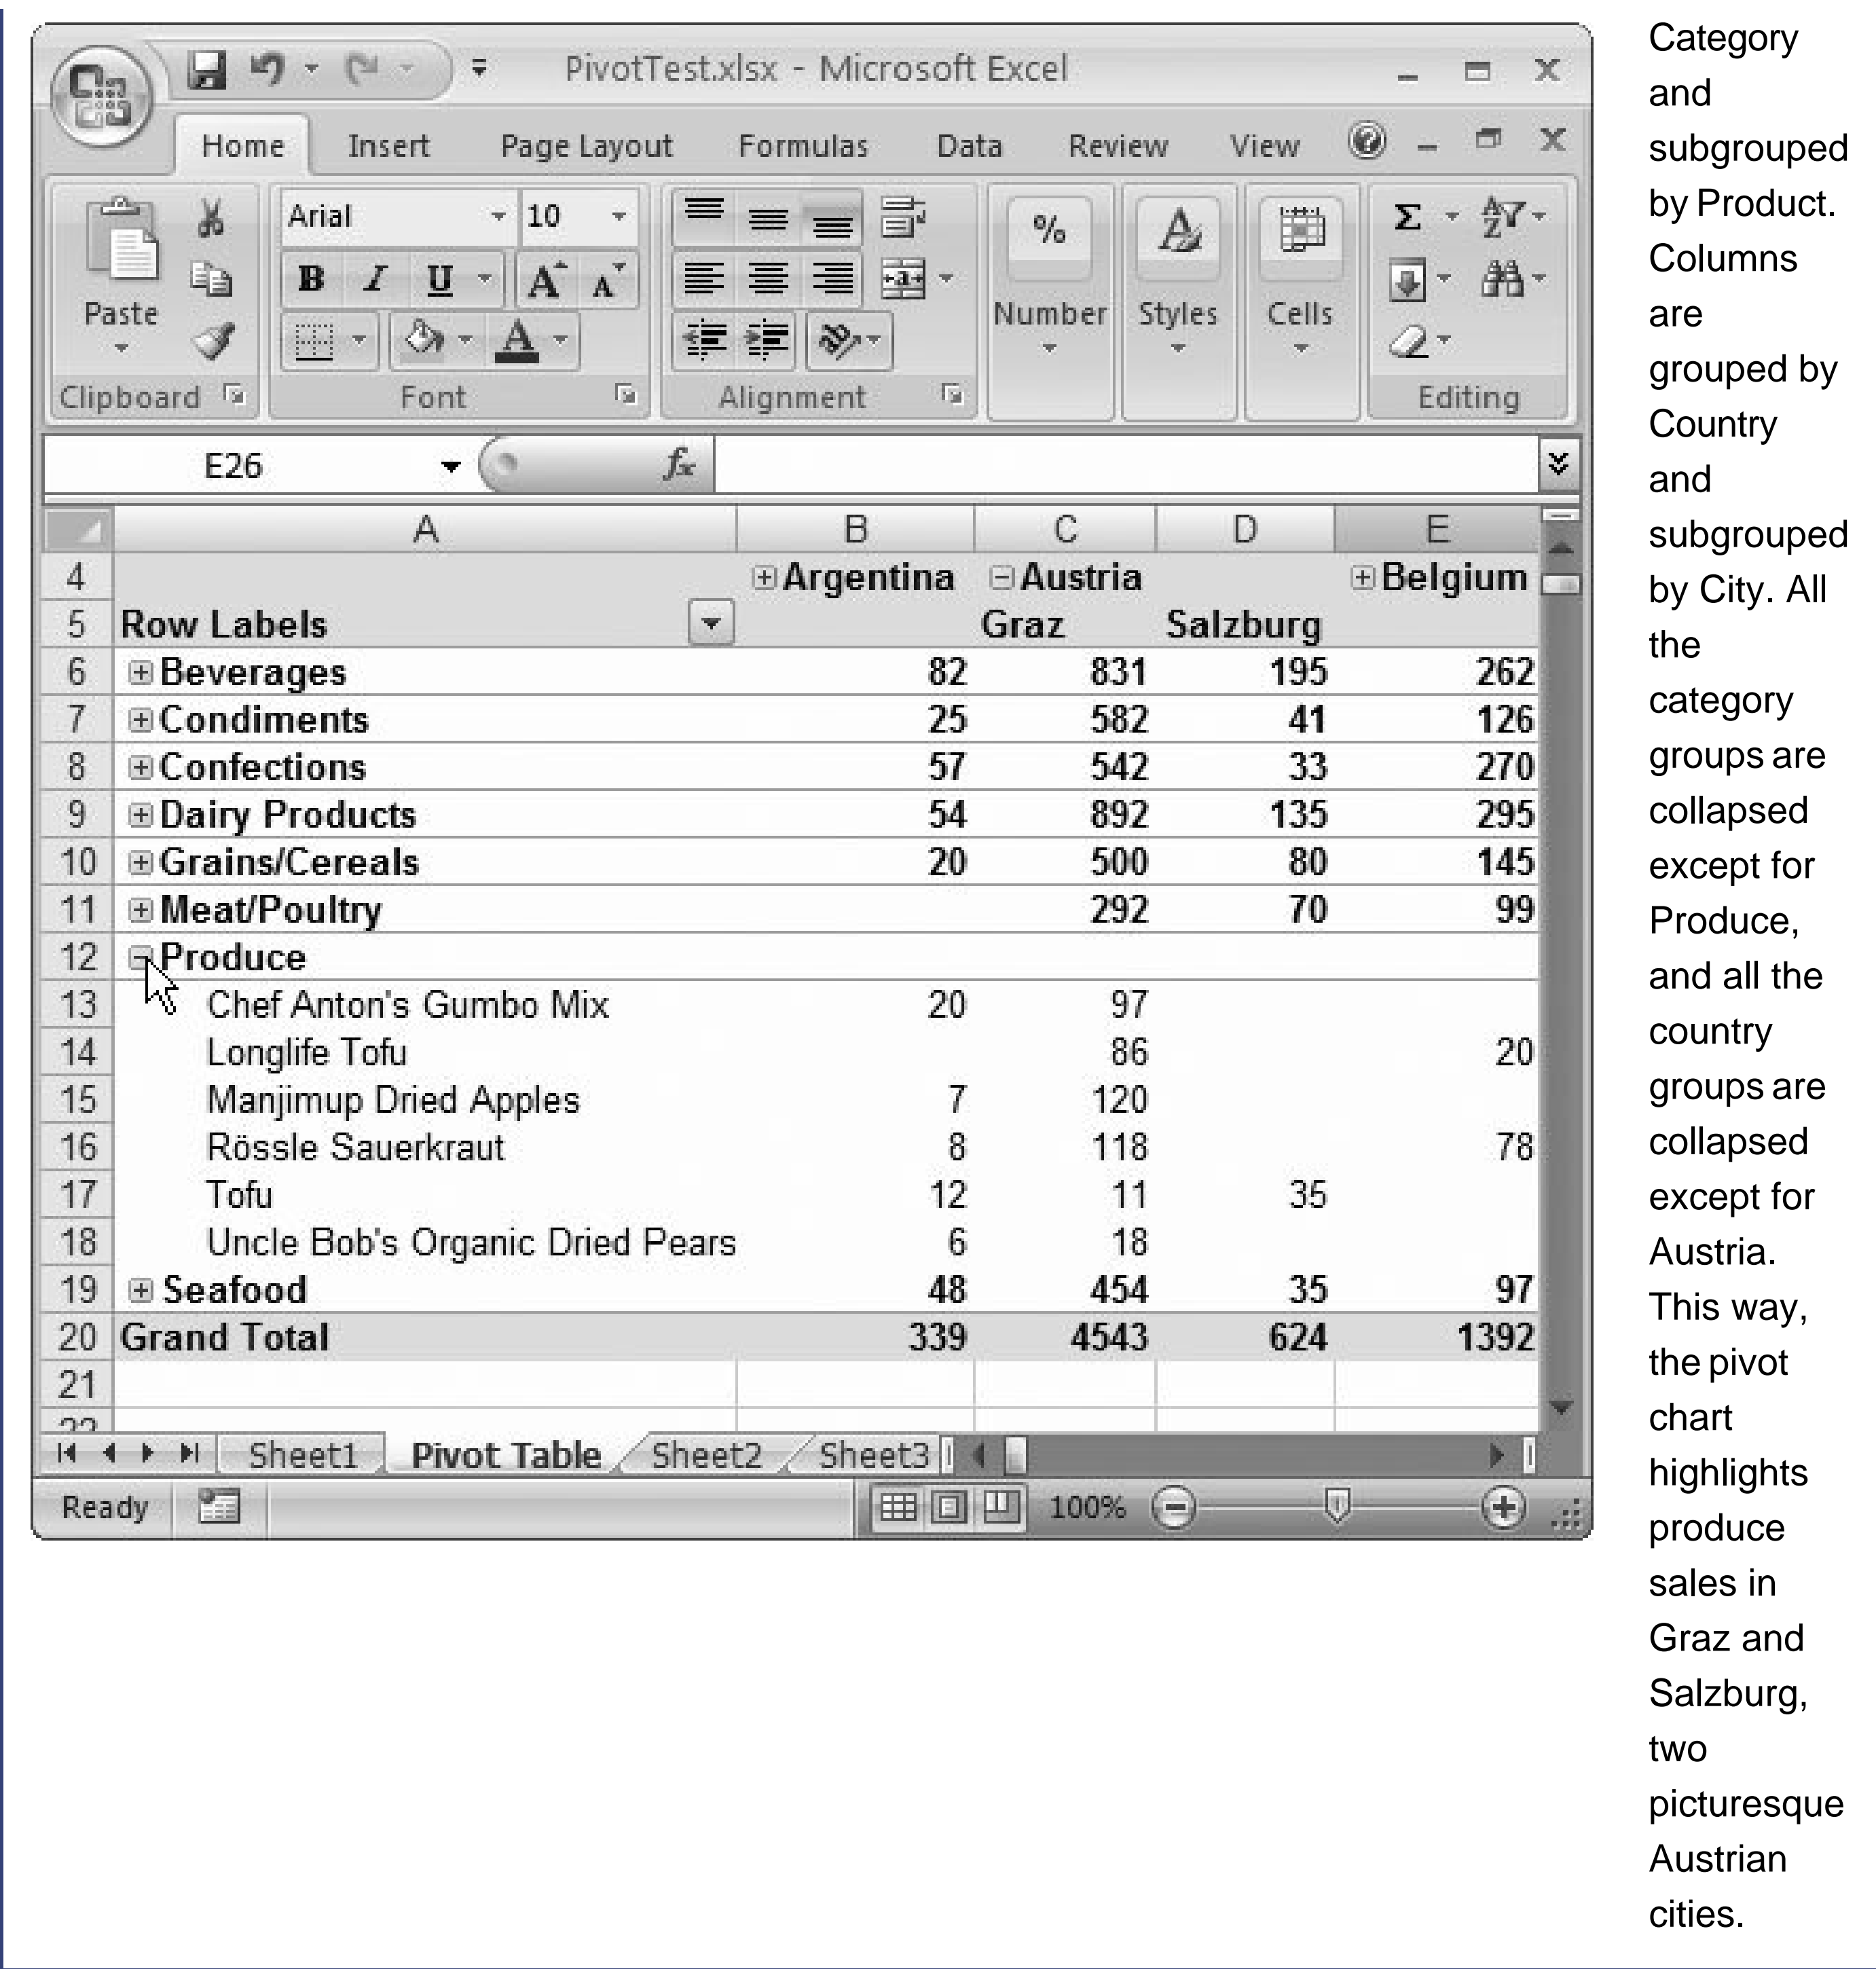 PivotTest.xlsx - Microsoft Excel
Home Insert Page Layout Formulas Data Review View
Arial 10
Paste
B I U A A
A
% Number Styles Cells
Σ
Clipboard Font Alignment Editing
E26 fx
A B C D E
4 Argentina Austria Belgium
5 Row Labels Graz Salzburg
6 Beverages 82 831 195 262
7 Condiments 25 582 41 126
8 Confections 57 542 33 270
9 Dairy Products 54 892 135 295
10 Grains/Cereals 20 500 80 145
11 Meat/Poultry 292 70 99
12 Produce
13 Chef Anton's Gumbo Mix 20 97
14 Longlife Tofu 86 20
15 Manjimup Dried Apples 7 120
16 Rössle Sauerkraut 8 118 78
17 Tofu 12 11 35
18 Uncle Bob's Organic Dried Pears 6 18
19 Seafood 48 454 35 97
20 Grand Total 339 4543 624 1392
21
22
Sheet1 Pivot Table Sheet2 Sheet3
Ready 100%
Category
and
subgrouped
by Product.
Columns
are
grouped by
Country
and
subgrouped
by City. All
the
category
groups are
collapsed
except for
Produce,
and all the
country
groups are
collapsed
except for
Austria.
This way,
the pivot
chart
highlights
produce
sales in
Graz and
Salzburg,
two
picturesque
Austrian
cities.